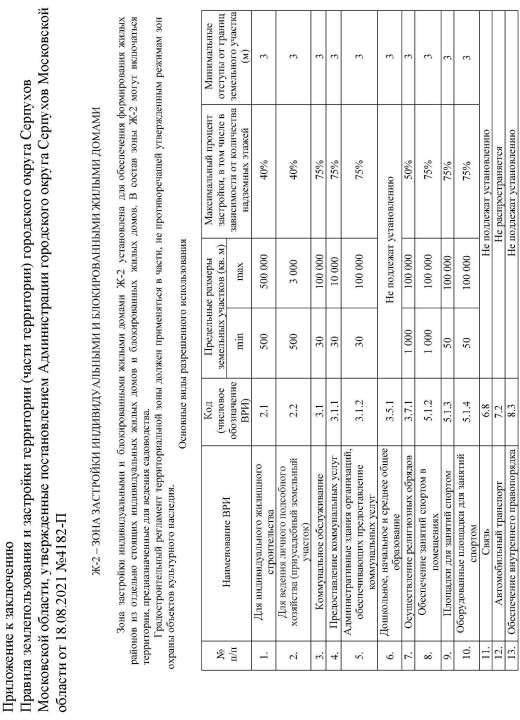 Приложение к заключению
Правила землепользования и застройки территории (части территории) городского округа Серпухов
Московской области, утвержденные постановлением Администрации городского округа Серпухов Московской
области от 18.08.2021 №4182-П
Ж-2 – ЗОНА ЗАСТРОЙКИ ИНДИВИДУАЛЬНЫМИ И БЛОКИРОВАННЫМИ ЖИЛЫМИ ДОМАМИ
Зона застройки индивидуальными и блокированными жилыми домами Ж-2 установлена для обеспечения формирования жилых
районов из отдельно стоящих индивидуальных жилых домов и блокированных жилых домов. В состав зоны Ж-2 могут включаться
территории, предназначенные для ведения садоводства.
Градостроительный регламент территориальной зоны должен применяться в части, не противоречащей утвержденным режимам зон
охраны объектов культурного наследия.
Основные виды разрешенного использования
№ п/п | Наименование ВРИ | Код (числовое обозначение ВРИ) | Предельные размеры земельных участков (кв. м) min | max | Максимальный процент застройки, в том числе в зависимости от количества надземных этажей | Минимальные отступы от границ земельного участка (м)
1. | Для индивидуального жилищного строительства | 2.1 | 500 | 500 000 | 40% | 3
2. | Для ведения личного подсобного хозяйства (приусадебный земельный участок) | 2.2 | 500 | 3 000 | 40% | 3
3. | Коммунальное обслуживание | 3.1 | 30 | 100 000 | 75% | 3
4. | Предоставление коммунальных услуг | 3.1.1 | 30 | 10 000 | 75% | 3
5. | Административные здания организаций, обеспечивающих предоставление коммунальных услуг | 3.1.2 | 30 | 100 000 | 75% | 3
6. | Дошкольное, начальное и среднее общее образование | 3.5.1 | Не подлежат установлению | 3
7. | Осуществление религиозных обрядов | 3.7.1 | 1 000 | 100 000 | 50% | 3
8. | Обеспечение занятий спортом в помещениях | 5.1.2 | 1 000 | 100 000 | 75% | 3
9. | Площадки для занятий спортом | 5.1.3 | 50 | 100 000 | 75% | 3
10. | Оборудованные площадки для занятий спортом | 5.1.4 | 50 | 100 000 | 75% | 3
11. | Связь | 6.8 | Не подлежат установлению
12. | Автомобильный транспорт | 7.2 | Не распространяется
13. | Обеспечение внутреннего правопорядка | 8.3 | Не подлежат установлению